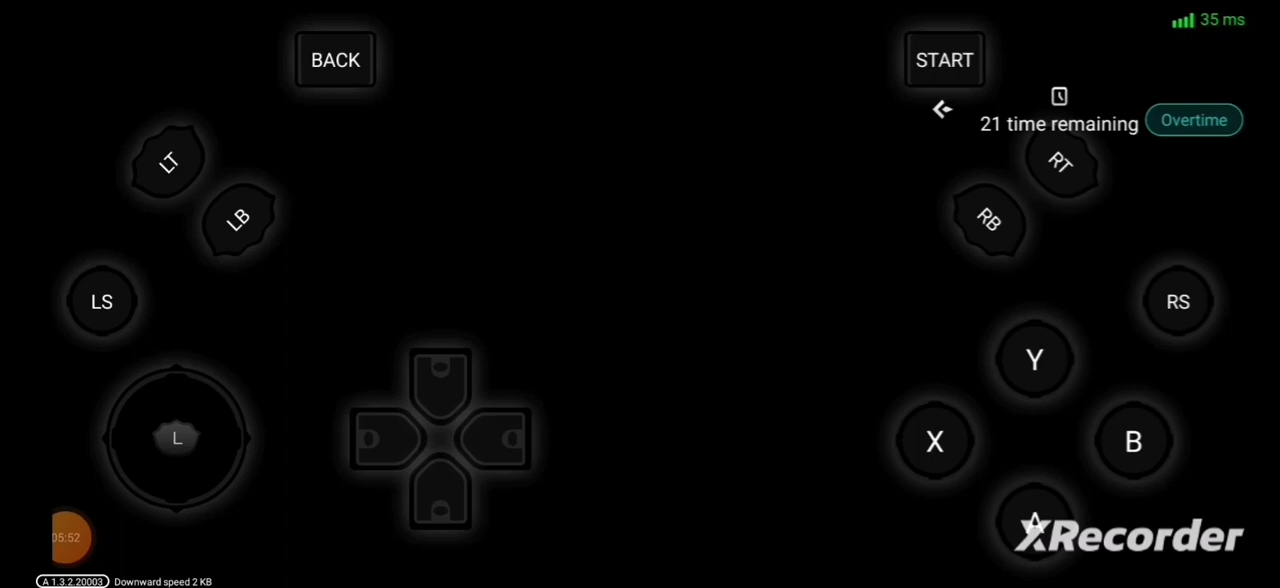 35 ms
BACK
START
21 time remaining
Overtime
LT
RT
LB
RB
LS
RS
Y
L
X
B
A
XRecorder
05:52
A 1.3.2.20003
Downward speed 2 KB